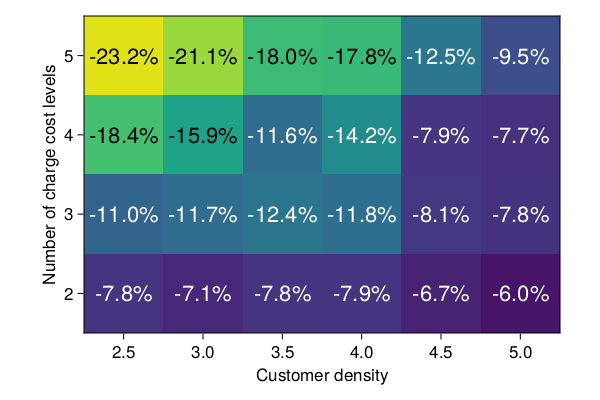 Number of charge cost levels
5 -23.2% -21.1% -18.0% -17.8% -12.5% -9.5%
4 -18.4% -15.9% -11.6% -14.2% -7.9% -7.7%
3 -11.0% -11.7% -12.4% -11.8% -8.1% -7.8%
2 -7.8% -7.1% -7.8% -7.9% -6.7% -6.0%
2.5 3.0 3.5 4.0 4.5 5.0
Customer density